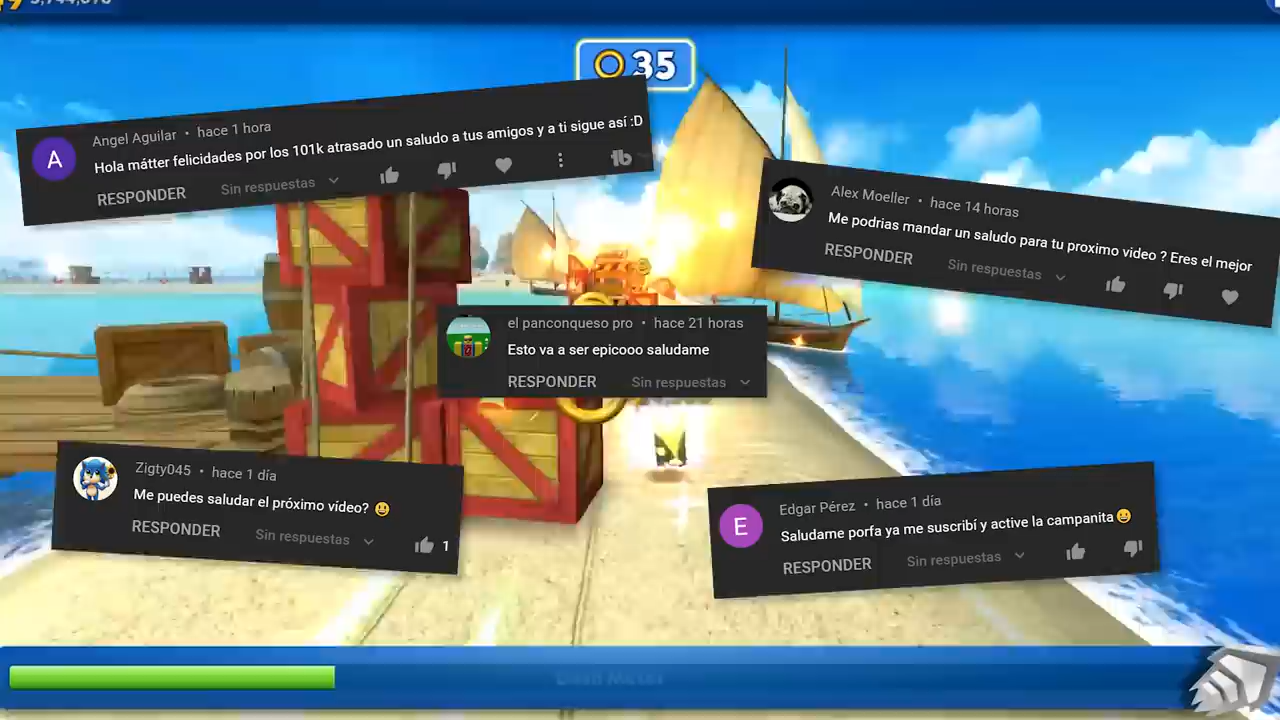 35
Angel Aguilar • hace 1 hora
Hola mátter felicidades por los 101k atrasado un saludo a tus amigos y a ti sigue así :D
RESPONDER Sin respuestas
Alex Moeller • hace 14 horas
Me podrias mandar un saludo para tu proximo video ? Eres el mejor
RESPONDER Sin respuestas
el panconqueso pro • hace 21 horas
Esto va a ser epicooo saludame
RESPONDER Sin respuestas
Zigty045 • hace 1 día
Me puedes saludar el próximo vídeo? 😀
RESPONDER Sin respuestas 1
E
Edgar Pérez • hace 1 día
Saludame porfa ya me suscribí y active la campanita 😀
RESPONDER Sin respuestas
A
tb